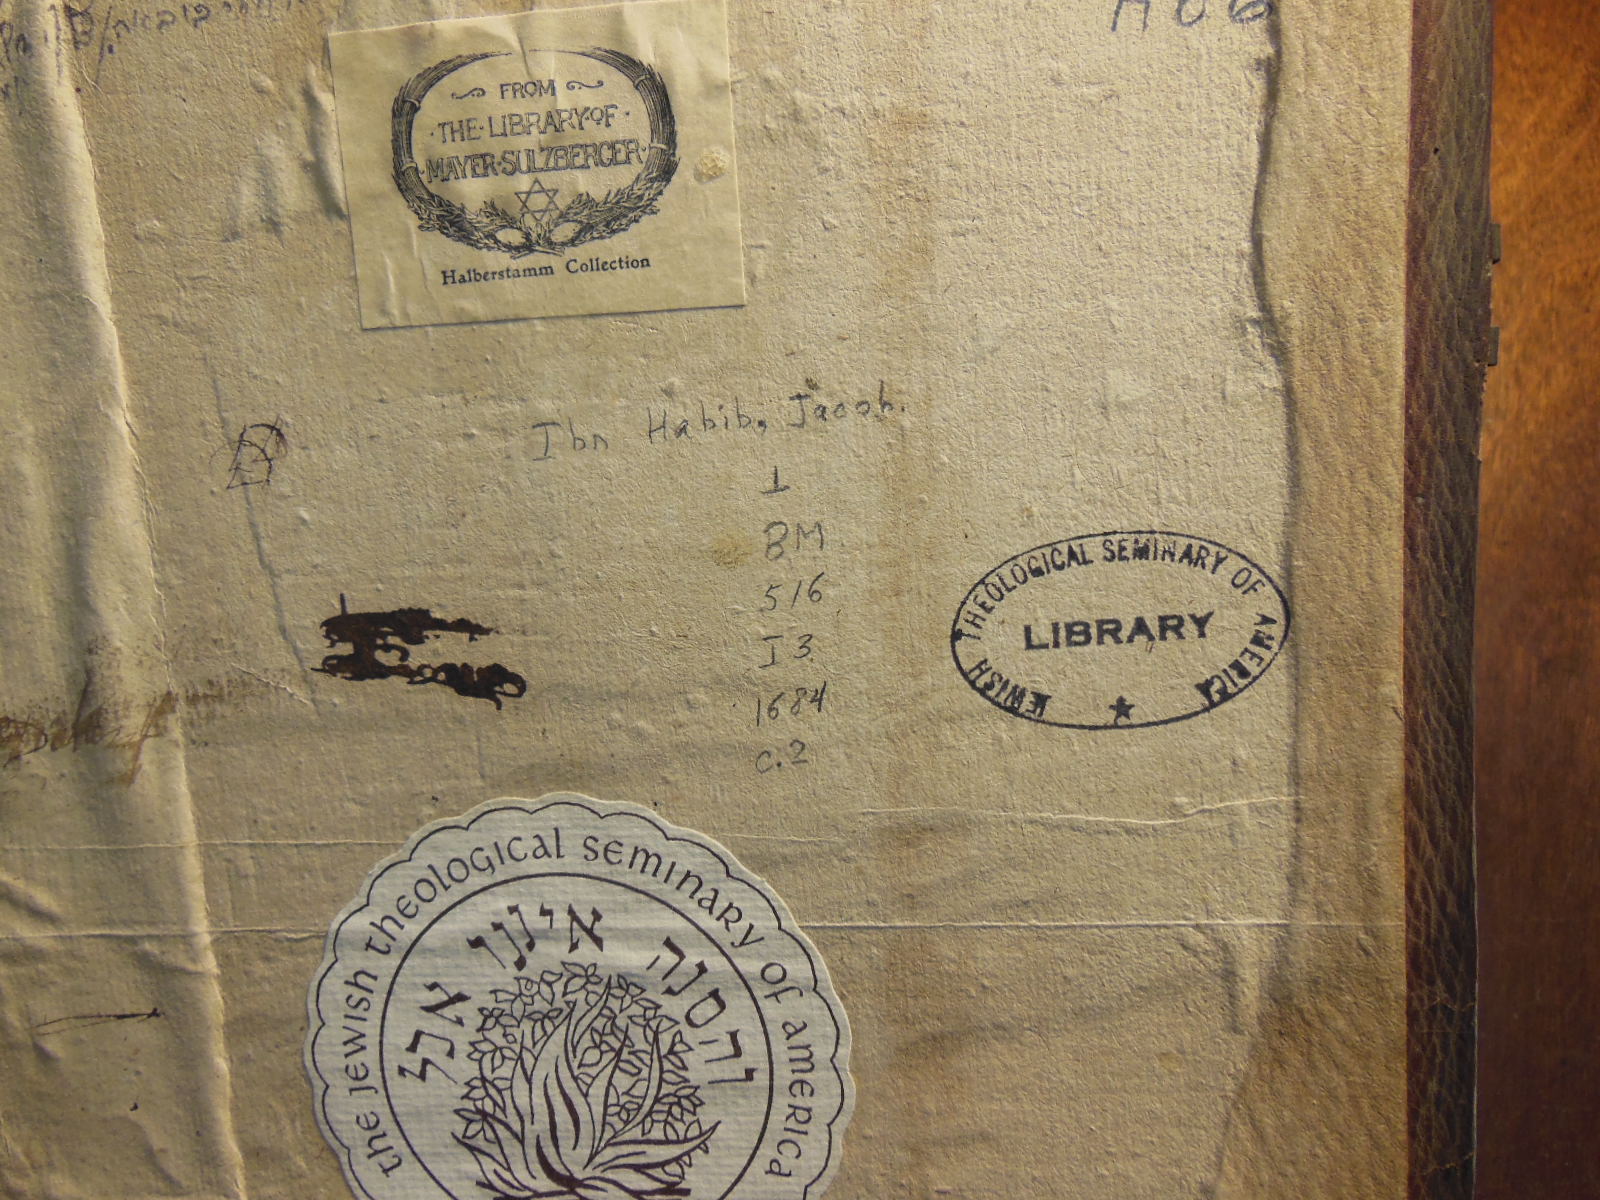 FROM
THE·LIBRARY·OF
MAYER·SULZBERGER
Halberstamm Collection
Ibn Habib, Jacob.
1
BM
516
I3
1684
c.2
JEWISH THEOLOGICAL SEMINARY OF AMERICA
LIBRARY
the Jewish theological seminary of america
והסנה איננו אכל